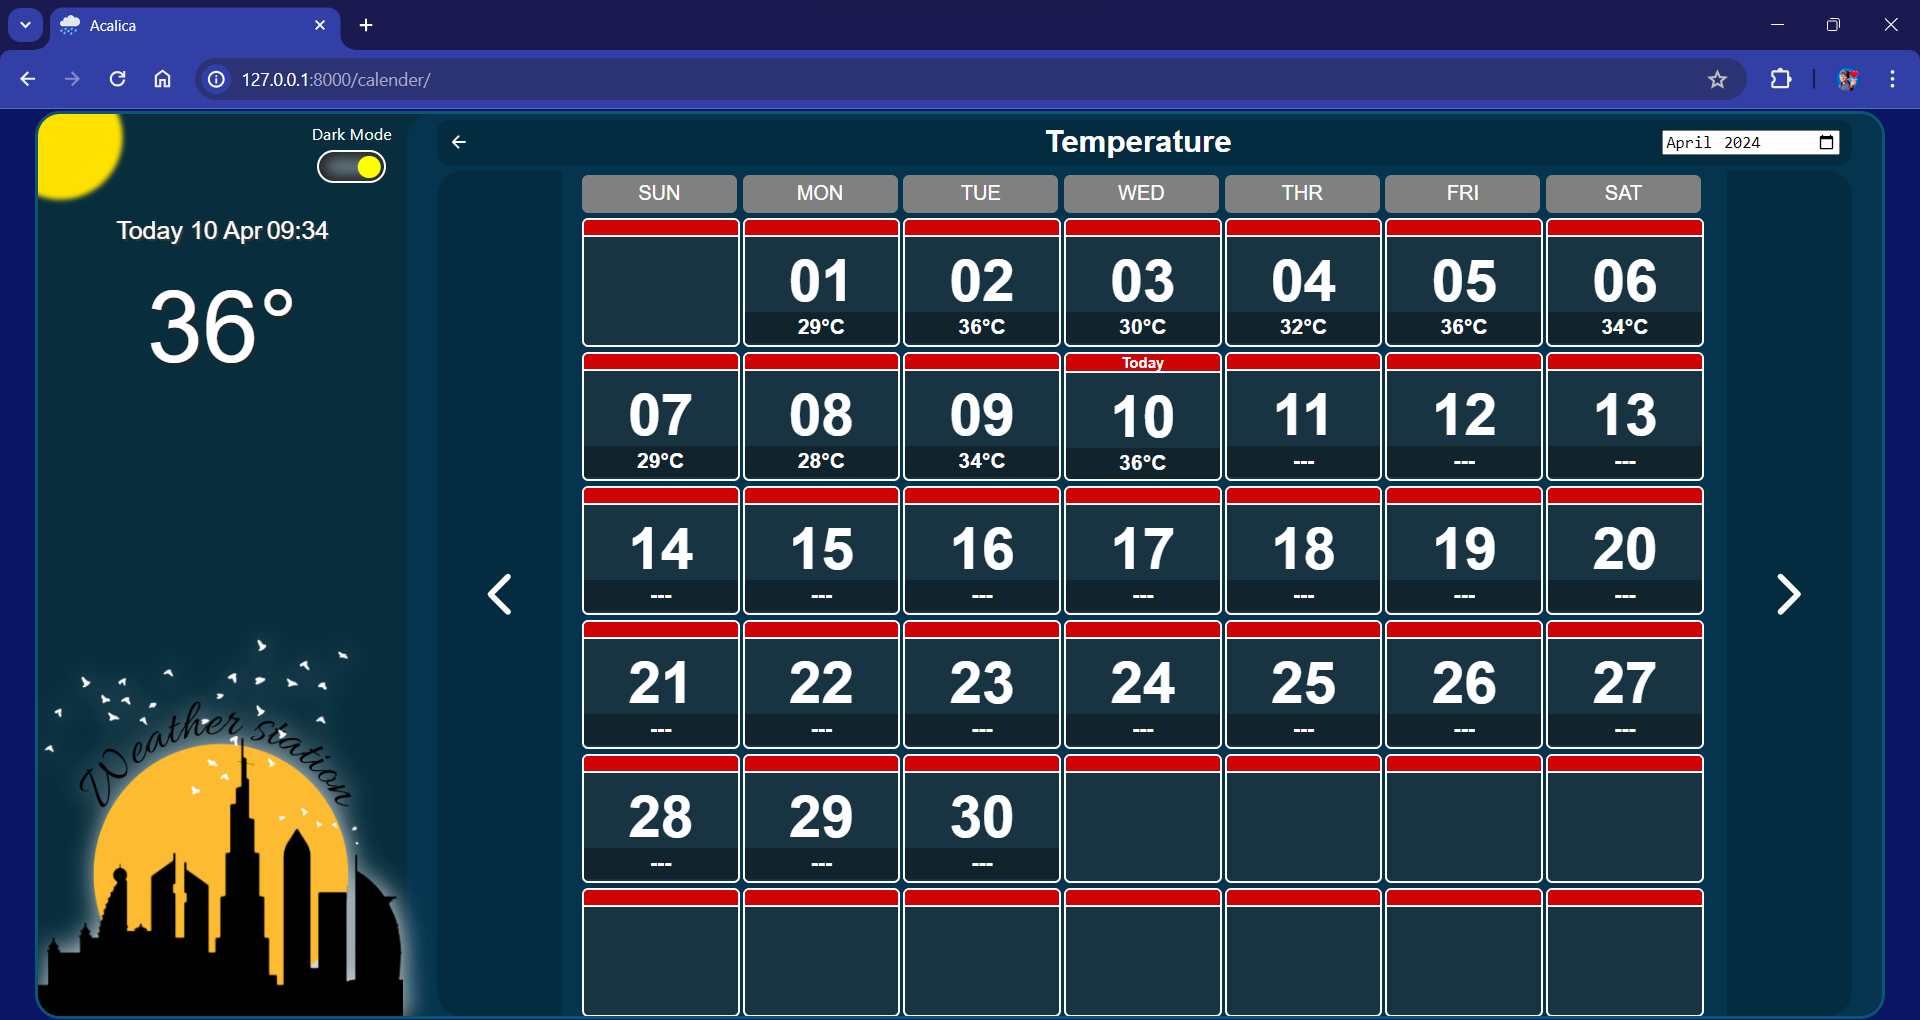 Acalica
127.0.0.1:8000/calender/
Dark Mode
Today 10 Apr 09:34
36°
Weather station
Temperature
April 2024
SUN MON TUE WED THR FRI SAT
01 02 03 04 05 06
29°C 36°C 30°C 32°C 36°C 34°C
Today
07 08 09 10 11 12 13
29°C 28°C 34°C 36°C --- --- ---
14 15 16 17 18 19 20
--- --- --- --- --- --- ---
21 22 23 24 25 26 27
--- --- --- --- --- --- ---
28 29 30
--- --- ---